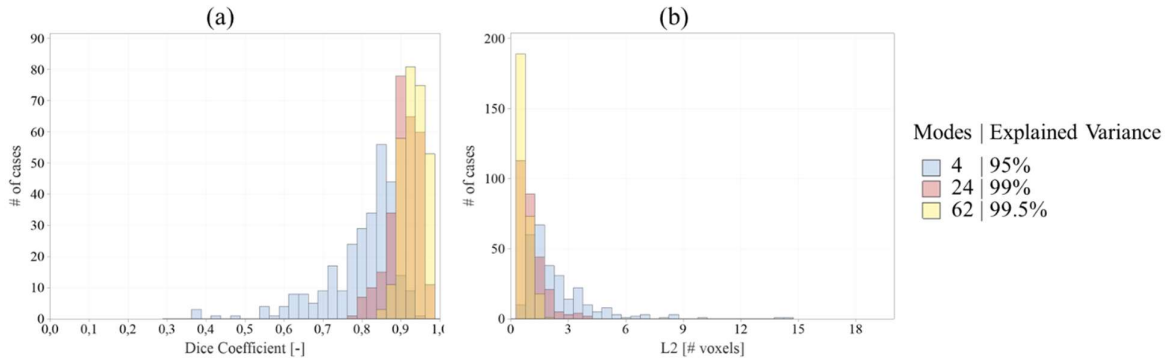 (a)
90
80
70
60
50
40
30
20
10
0
# of cases
0,0 0,1 0,2 0,3 0,4 0,5 0,6 0,7 0,8 0,9 1,0
Dice Coefficient [-]
(b)
200
150
100
50
0
# of cases
0 3 6 9 12 15 18
L2 [# voxels]
Modes | Explained Variance
4 | 95%
24 | 99%
62 | 99.5%